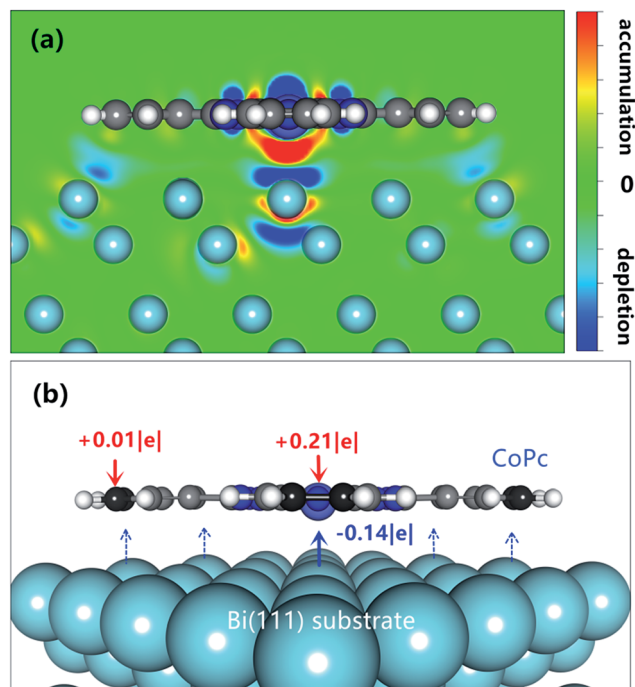 (a)
accumulation
0
depletion
(b)
+0.01|e|
+0.21|e|
CoPc
-0.14|e|
Bi(111) substrate